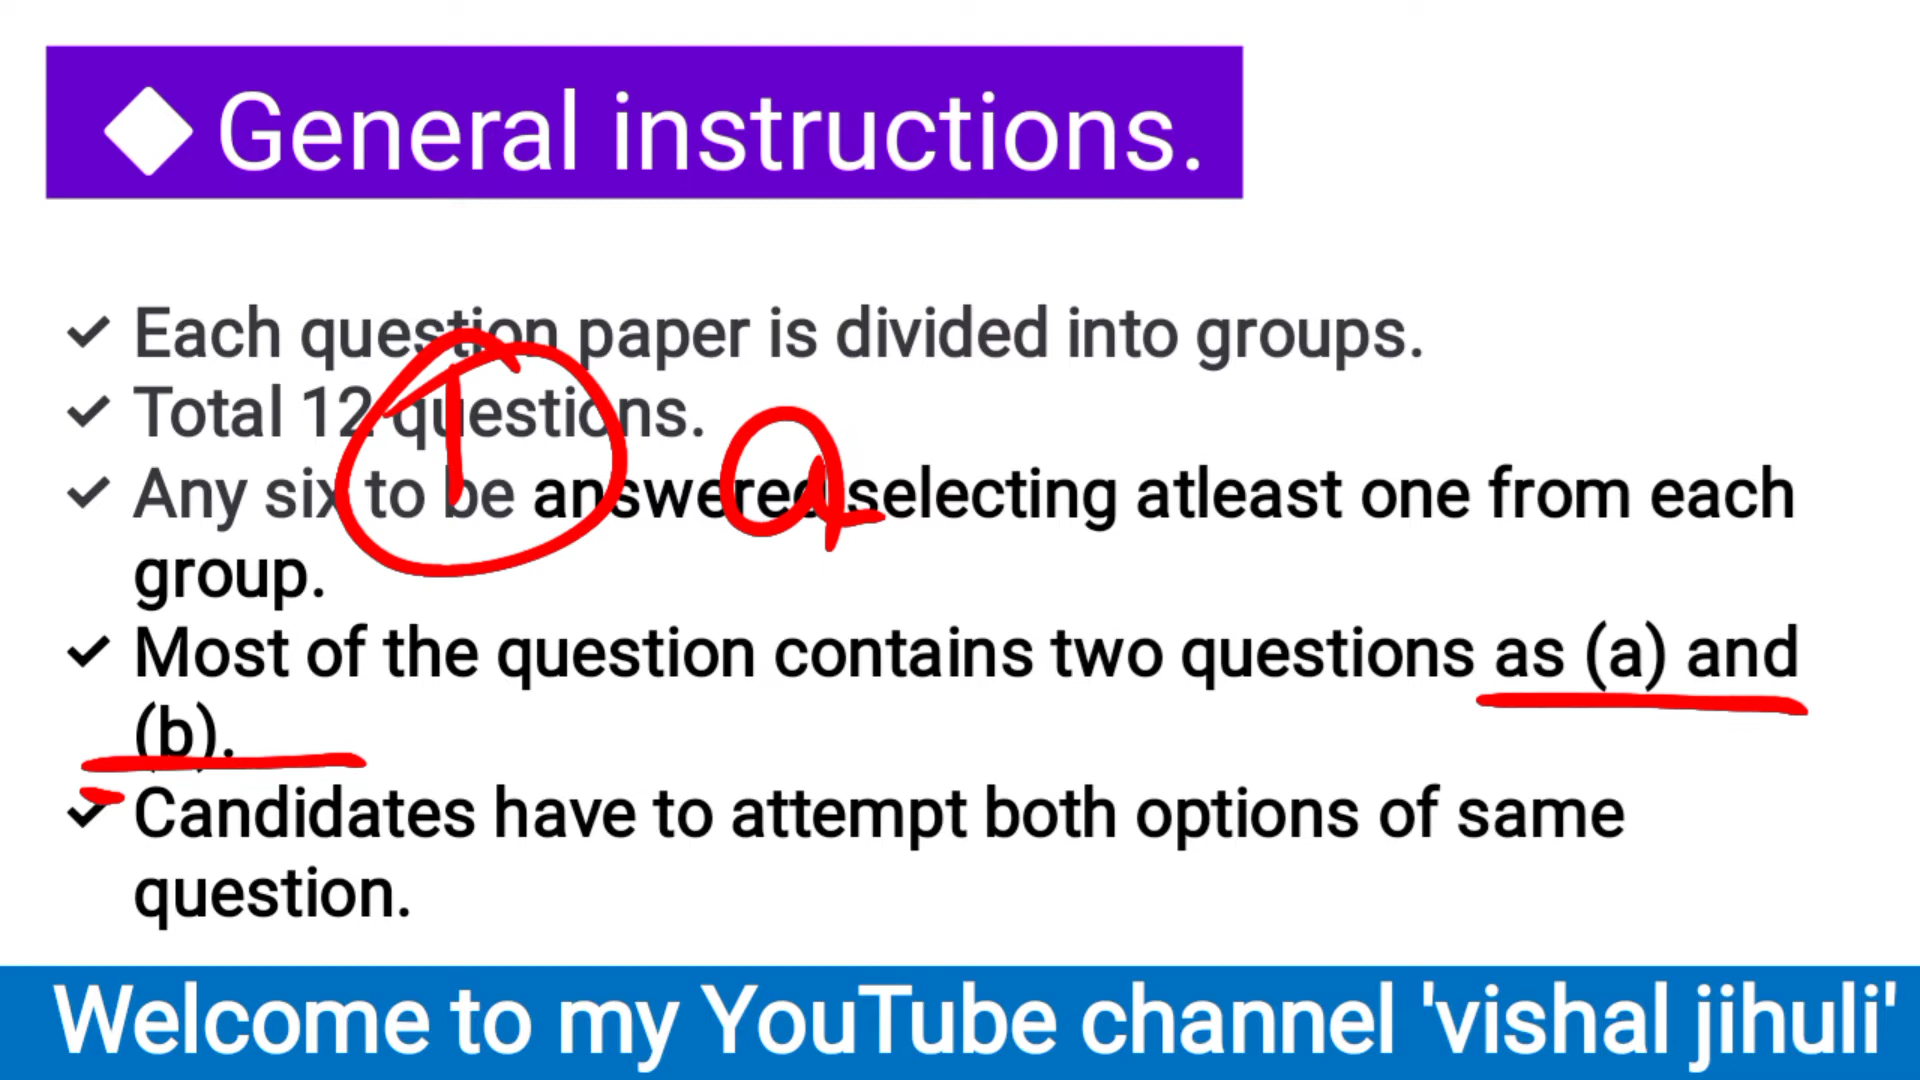 General instructions.
Each question paper is divided into groups.
Total 12 questions.
Any six to be answered selecting atleast one from each
group.
Most of the question contains two questions as (a) and
(b).
Candidates have to attempt both options of same
question.
1 a
Welcome to my YouTube channel 'vishal jihuli'